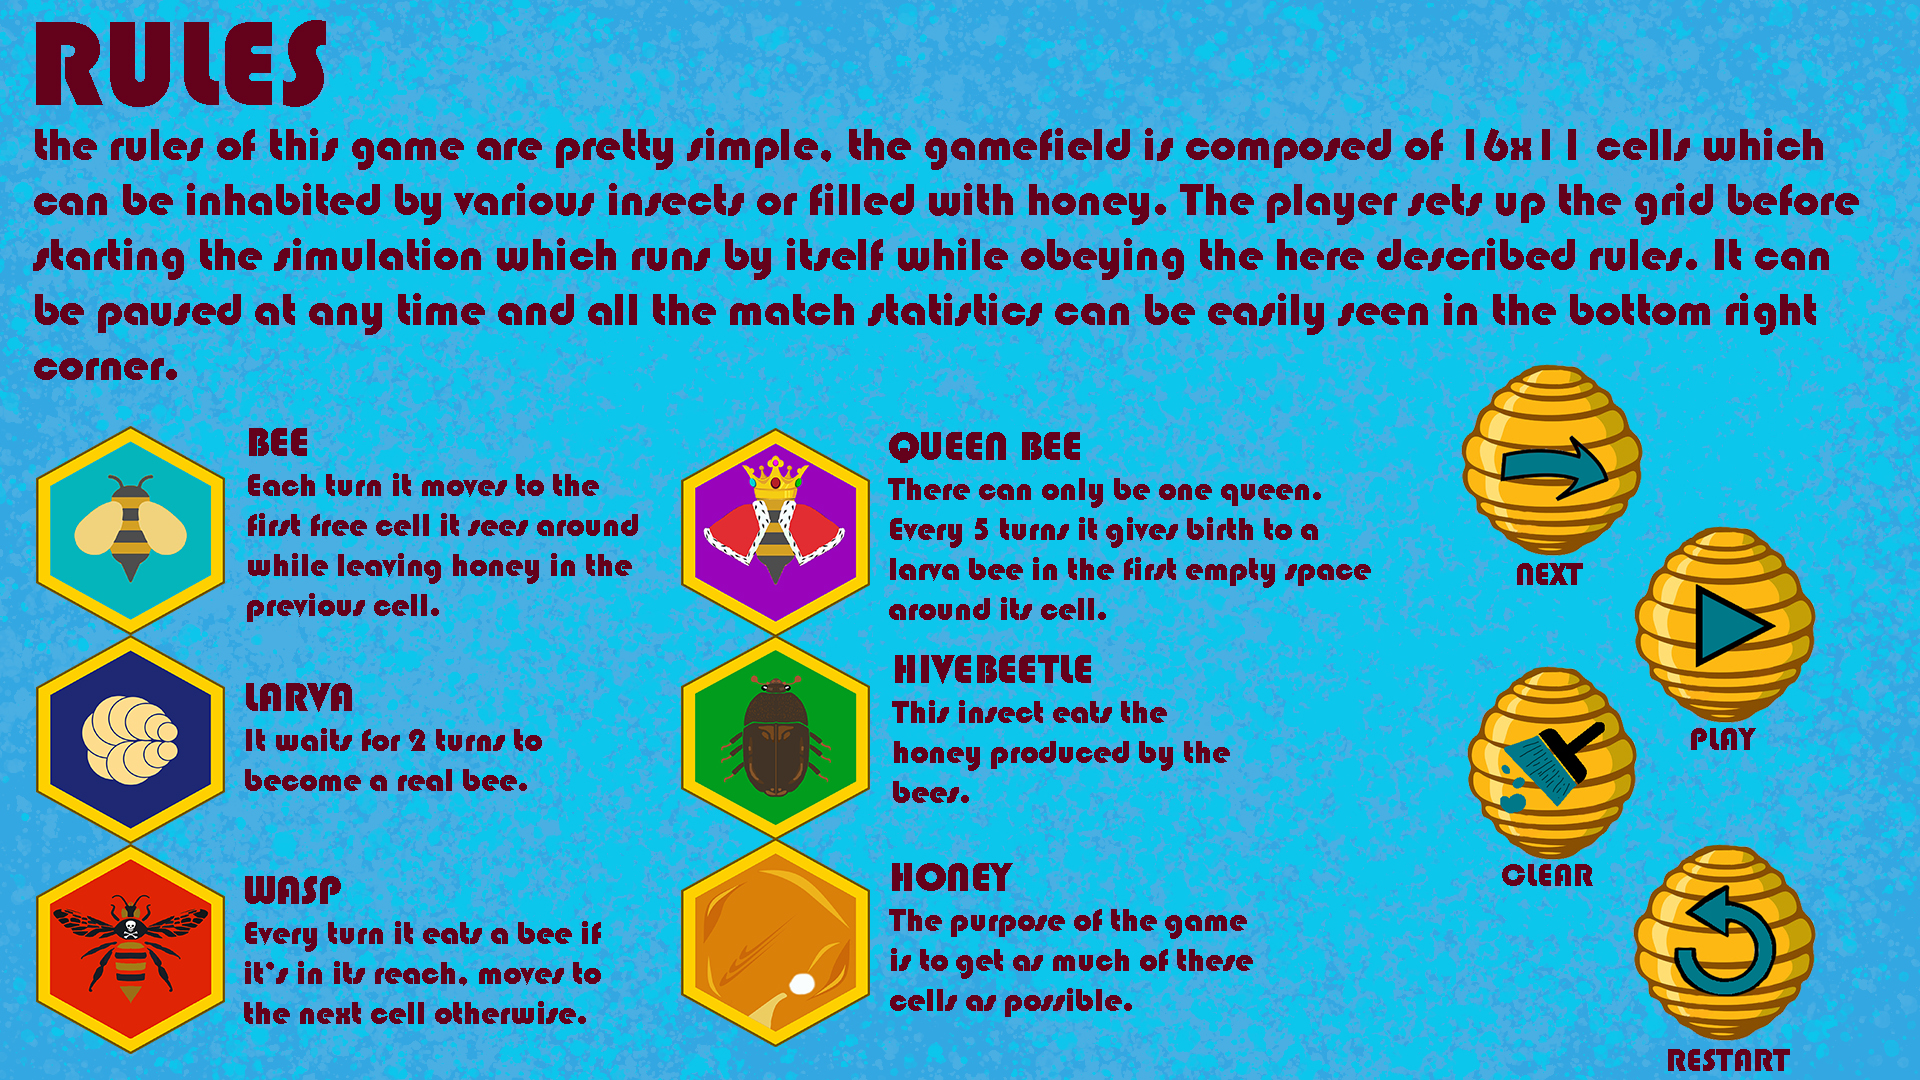 RULES
the rules of this game are pretty simple, the gamefield is composed of 16x11 cells which
can be inhabited by various insects or filled with honey. The player sets up the grid before
starting the simulation which runs by itself while obeying the here described rules. It can
be paused at any time and all the match statistics can be easily seen in the bottom right
corner.
BEE
Each turn it moves to the
first free cell it sees around
while leaving honey in the
previous cell.
QUEEN BEE
There can only be one queen.
Every 5 turns it gives birth to a
larva bee in the first empty space
around its cell.
LARVA
It waits for 2 turns to
become a real bee.
HIVEBEETLE
This insect eats the
honey produced by the
bees.
WASP
Every turn it eats a bee if
it's in its reach, moves to
the next cell otherwise.
HONEY
The purpose of the game
is to get as much of these
cells as possible.
NEXT
PLAY
CLEAR
RESTART